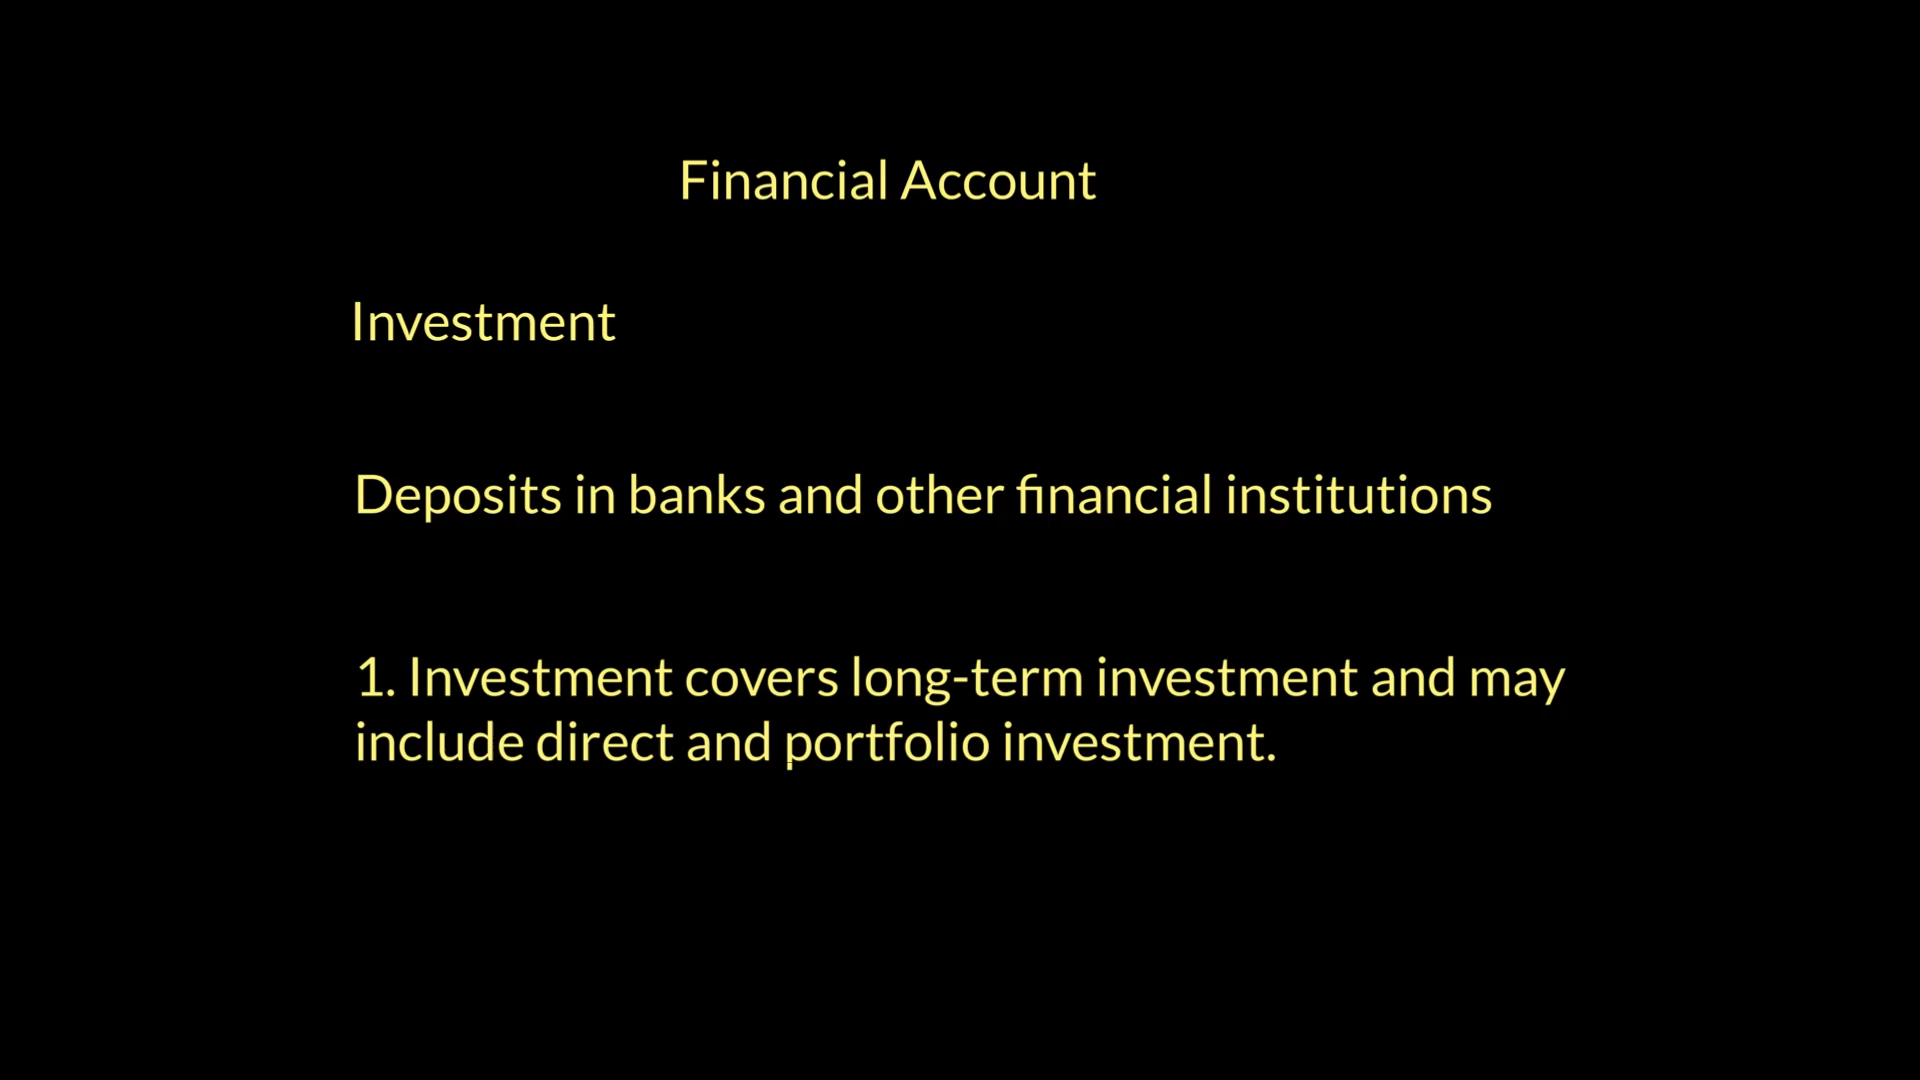 Financial Account
Investment
Deposits in banks and other financial institutions
1. Investment covers long-term investment and may
include direct and portfolio investment.